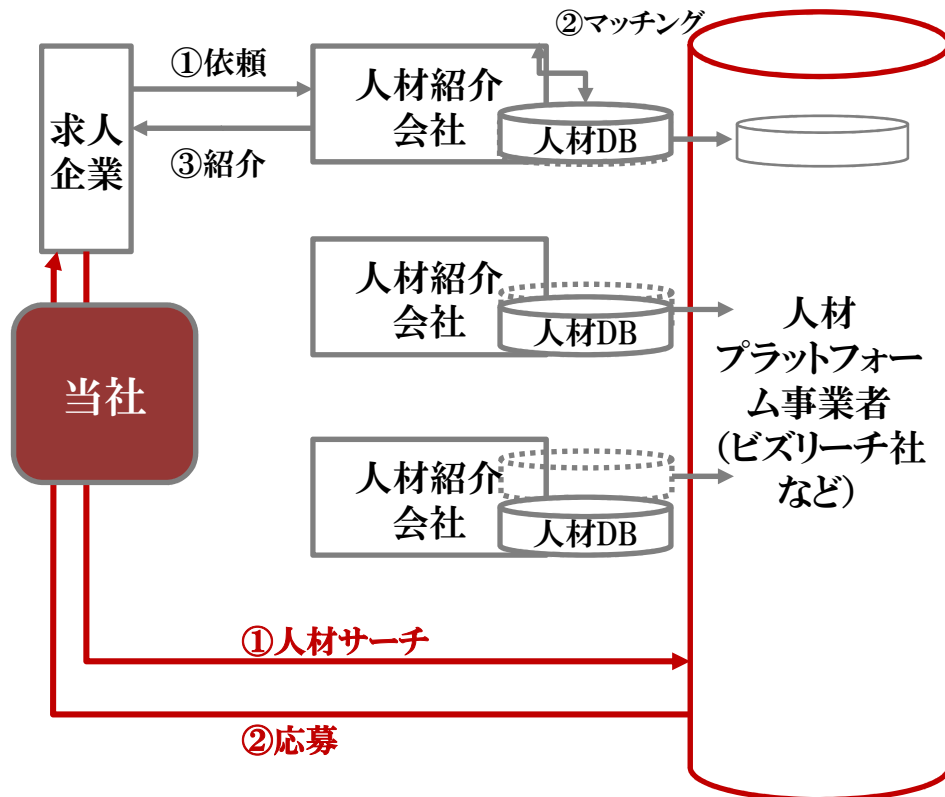 ②マッチング
①依頼
③紹介
求人
企業
人材紹介
会社
人材DB
人材紹介
会社
人材DB
人材紹介
会社
人材DB
当社
人材
プラットフォー
ム事業者
(ビズリーチ社
など)
①人材サーチ
②応募